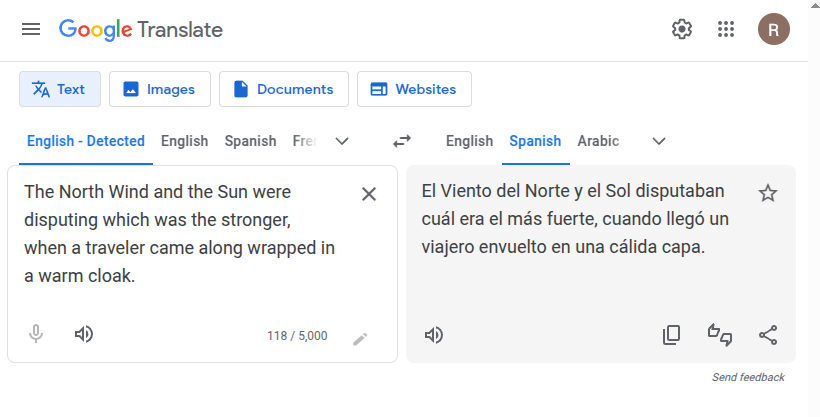 Google Translate
R
Text Images Documents Websites
English - Detected English Spanish Fre
English Spanish Arabic
The North Wind and the Sun were
disputing which was the stronger,
when a traveler came along wrapped in
a warm cloak.
118 / 5,000
El Viento del Norte y el Sol disputaban
cuál era el más fuerte, cuando llegó un
viajero envuelto en una cálida capa.
Send feedback